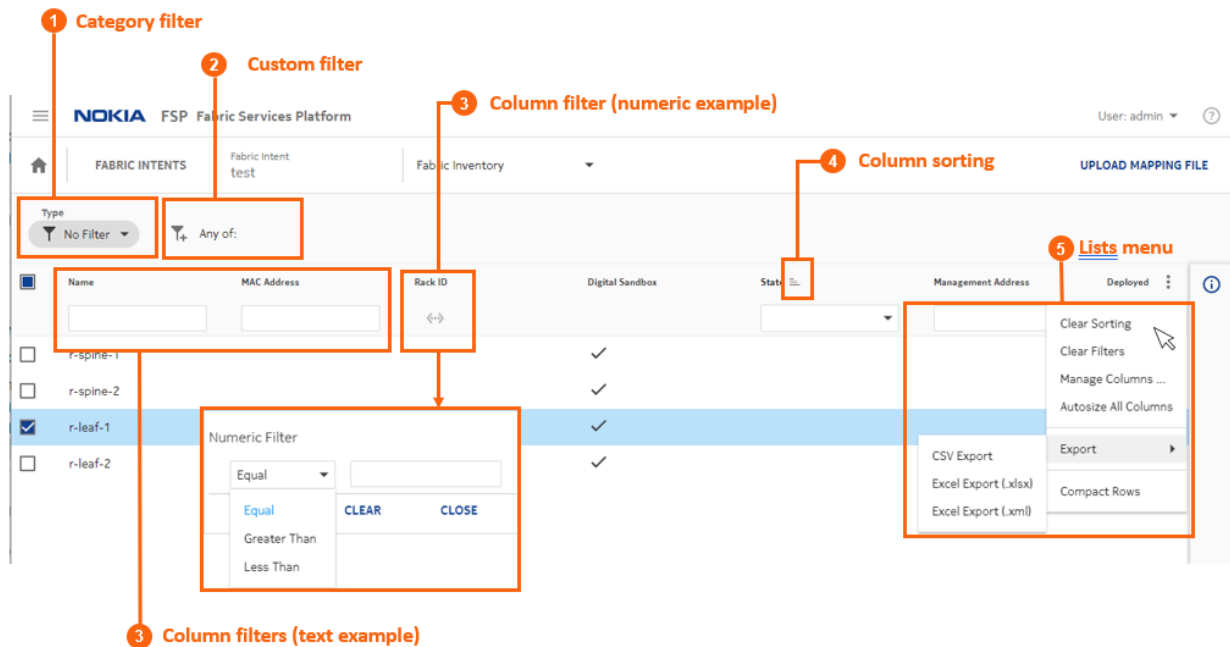 1 Category filter
2 Custom filter
3 Column filter (numeric example)
NOKIA FSP Fabric Services Platform
User: admin
?
FABRIC INTENTS
Fabric Intent
test
Fabric Inventory
4 Column sorting
UPLOAD MAPPING FILE
Type
No Filter
Any of:
5 Lists menu
Name
MAC Address
Rack ID
Digital Sandbox
State
Management Address
Deployed
Clear Sorting
r-spine-1
Clear Filters
r-spine-2
Manage Columns ...
Autosize All Columns
r-leaf-1
Numeric Filter
Export
CSV Export
r-leaf-2
Equal
Excel Export (.xlsx)
Compact Rows
Equal
CLEAR
CLOSE
Excel Export (.xml)
Greater Than
Less Than
3 Column filters (text example)